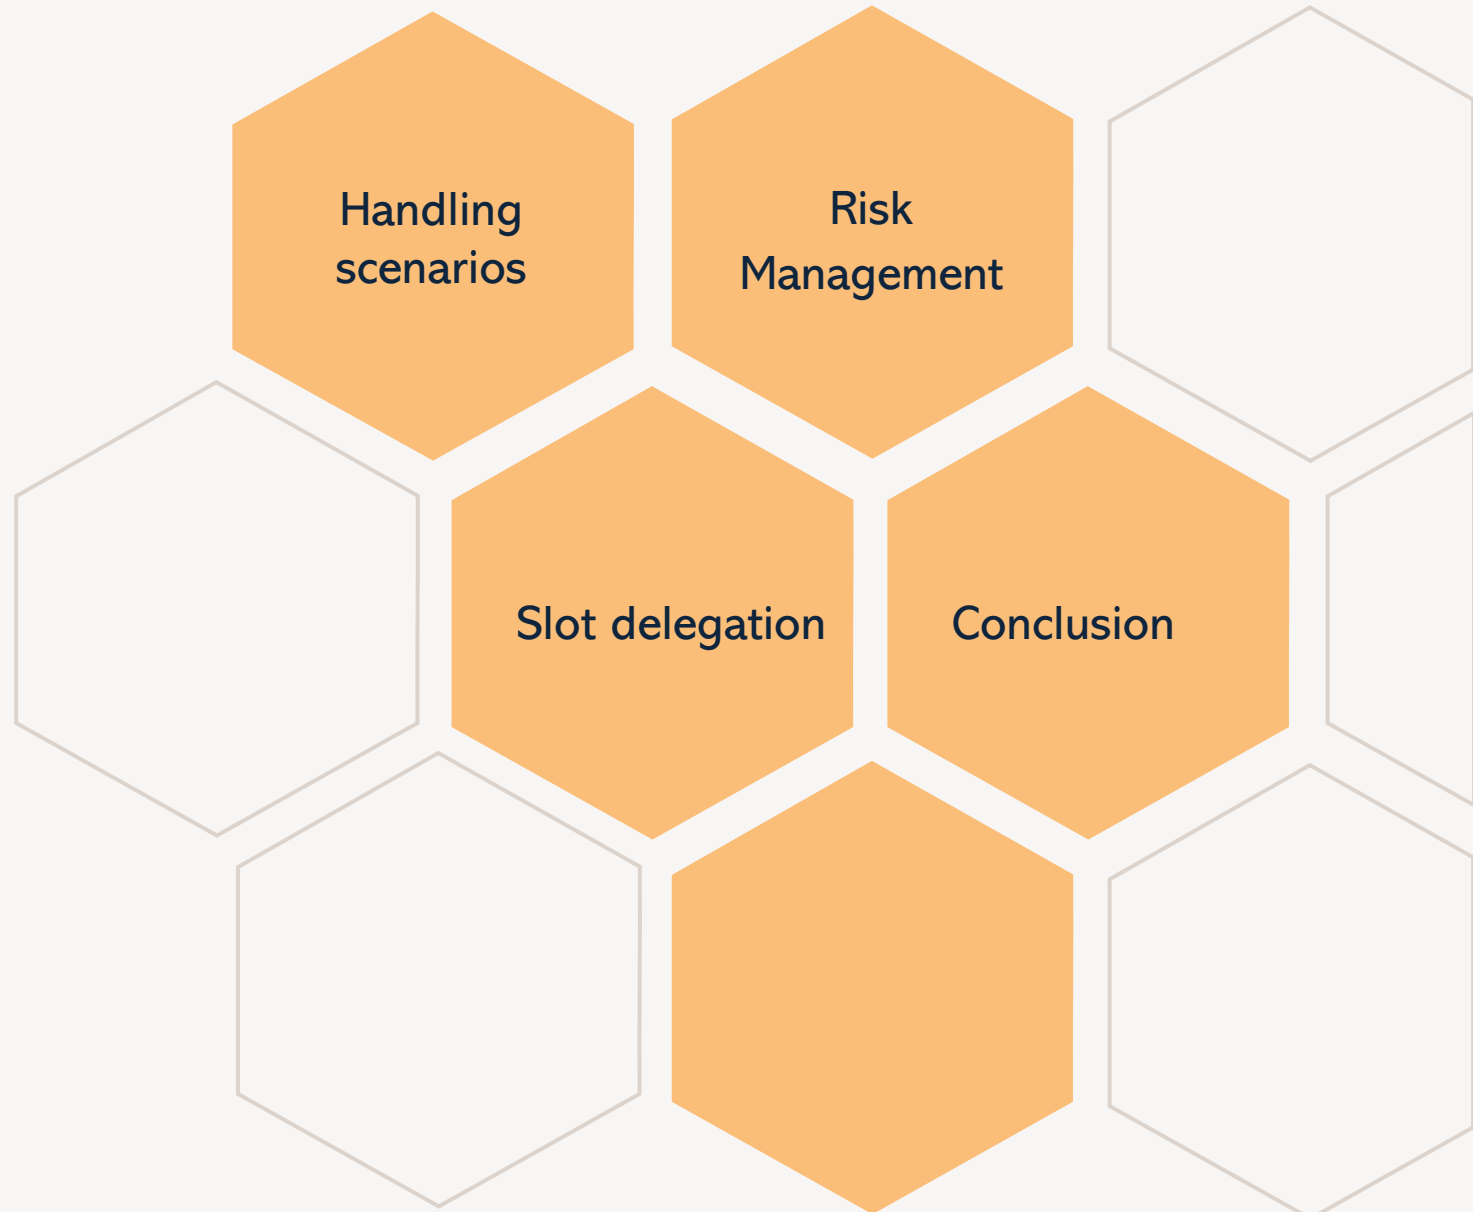 Handling
scenarios
Risk
Management
Slot delegation
Conclusion